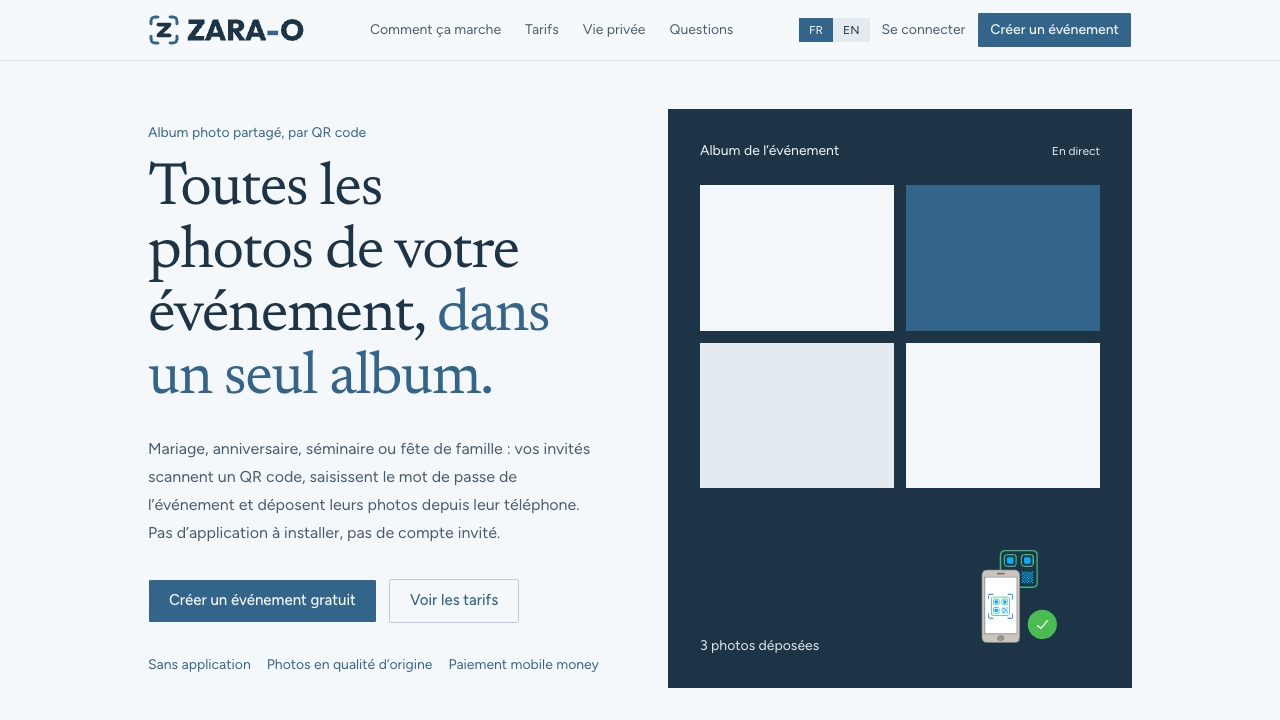 Z ZARA-O
Comment ça marche
Tarifs
Vie privée
Questions
FR
EN
Se connecter
Créer un événement
Album photo partagé, par QR code
Toutes les
photos de votre
événement, dans
un seul album.
Mariage, anniversaire, séminaire ou fête de famille : vos invités
scannent un QR code, saisissent le mot de passe de
l’événement et déposent leurs photos depuis leur téléphone.
Pas d’application à installer, pas de compte invité.
Créer un événement gratuit
Voir les tarifs
Sans application
Photos en qualité d’origine
Paiement mobile money
Album de l’événement
En direct
3 photos déposées